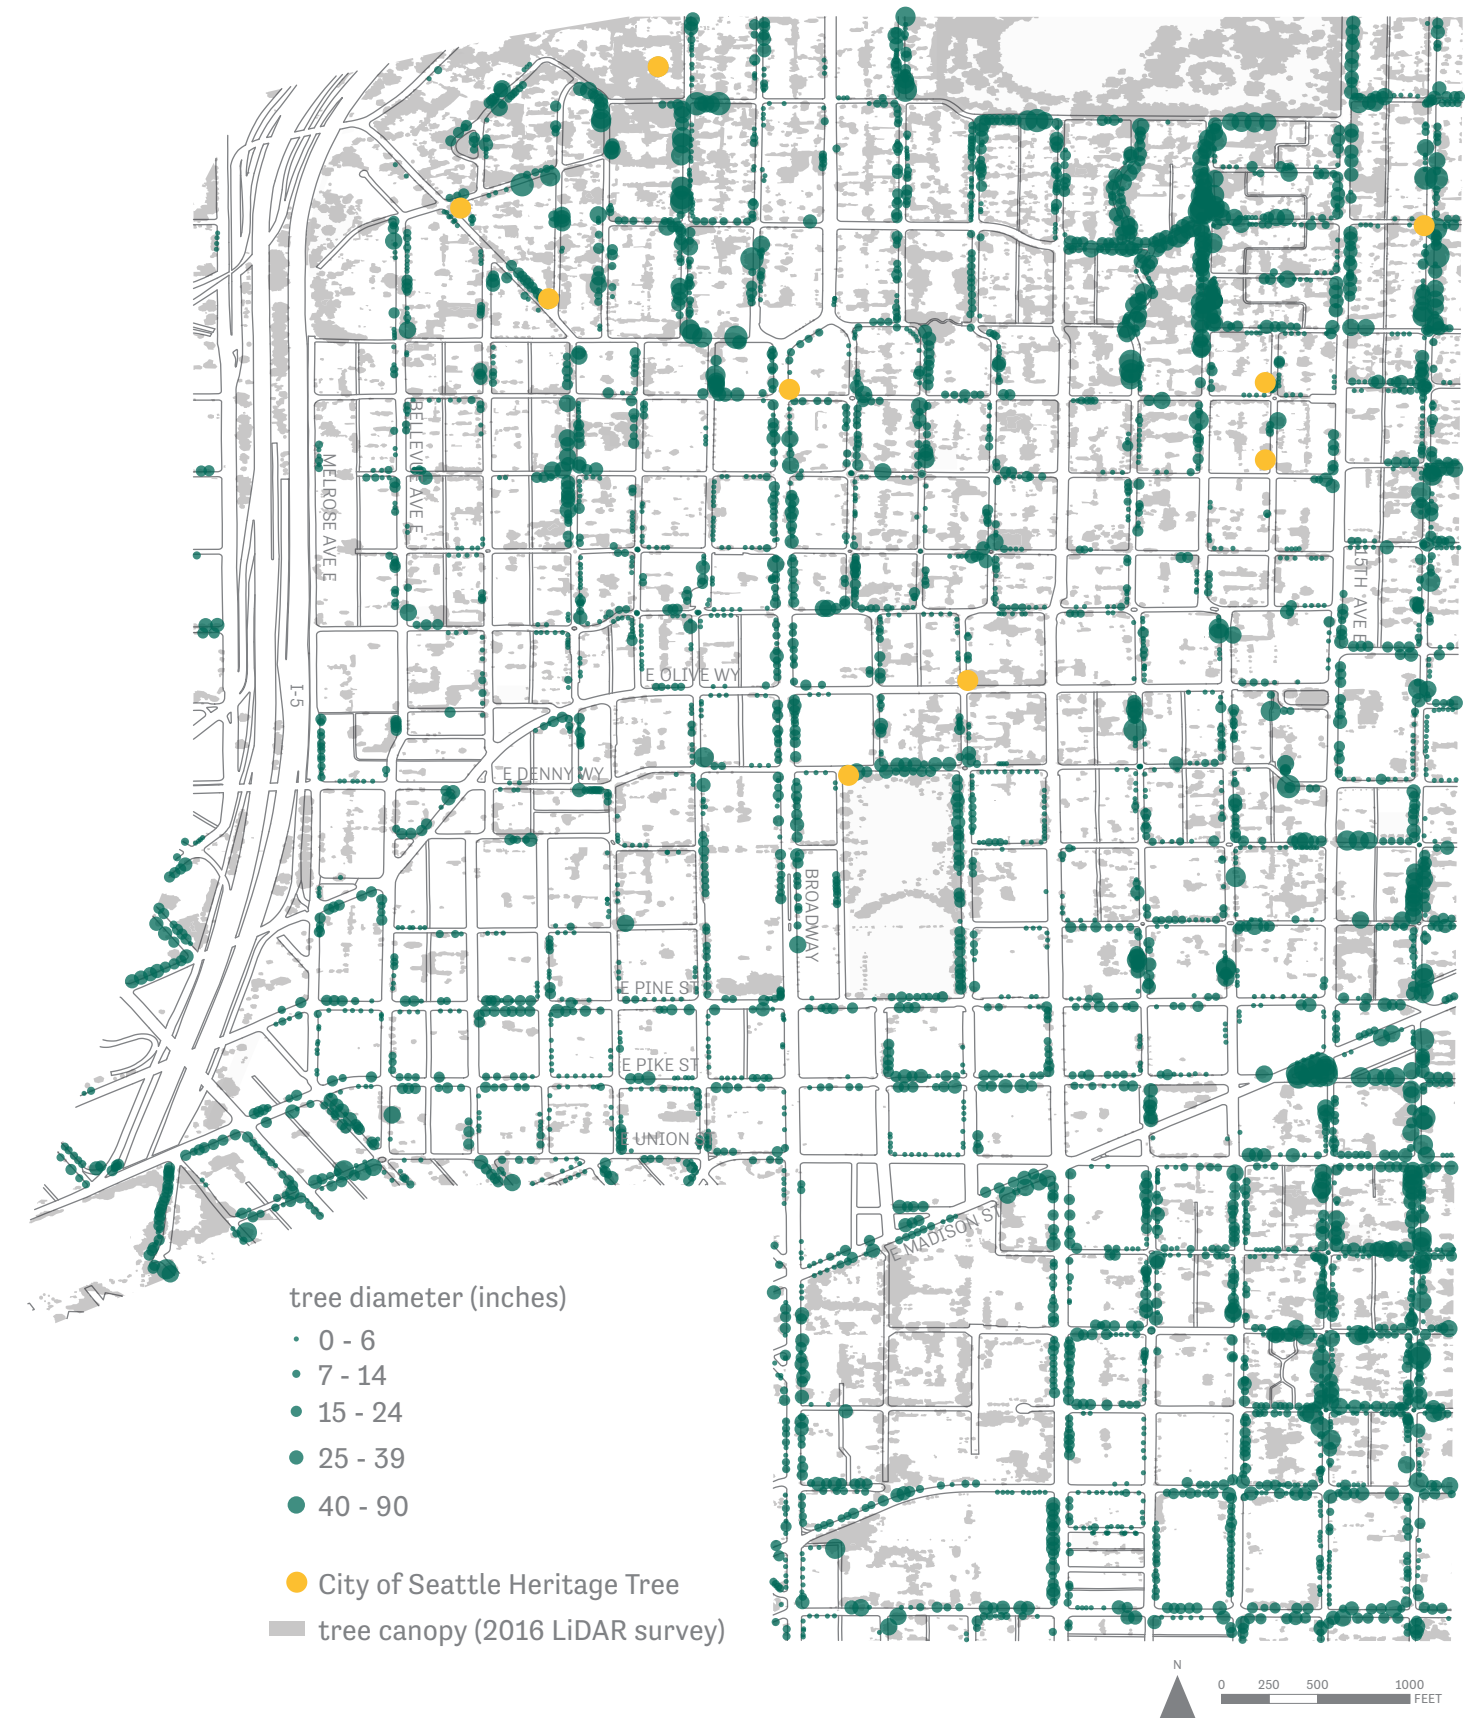 BELLEVUE AVE E
MELROSE AVE E
15TH AVE E
E OLIVE WY
I-5
E DENNY WY
BROADWAY
E PINE ST
E PIKE ST
E UNION ST
E MADISON ST
tree diameter (inches)
0 - 6
7 - 14
15 - 24
25 - 39
40 - 90
City of Seattle Heritage Tree
tree canopy (2016 LiDAR survey)
N
0 250 500 1000
FEET